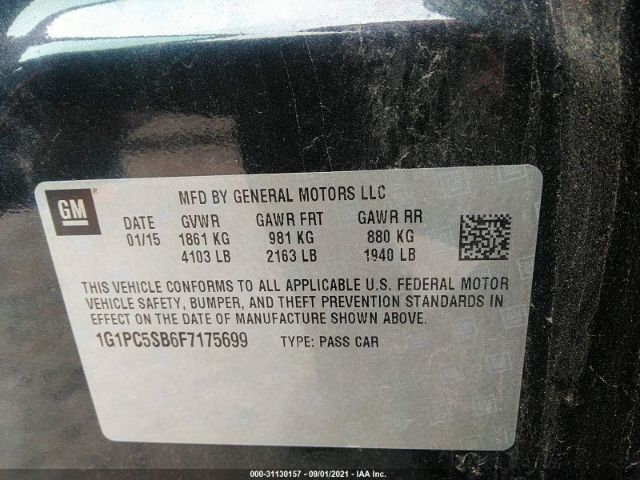 GM
MFD BY GENERAL MOTORS LLC
DATE GVWR GAWR FRT GAWR RR
01/15 1861 KG 981 KG 880 KG
4103 LB 2163 LB 1940 LB
THIS VEHICLE CONFORMS TO ALL APPLICABLE U.S. FEDERAL MOTOR
VEHICLE SAFETY, BUMPER, AND THEFT PREVENTION STANDARDS IN
EFFECT ON THE DATE OF MANUFACTURE SHOWN ABOVE.
1G1PC5SB6F7175699 TYPE: PASS CAR
000-31130157 - 09/01/2021 - IAA Inc.